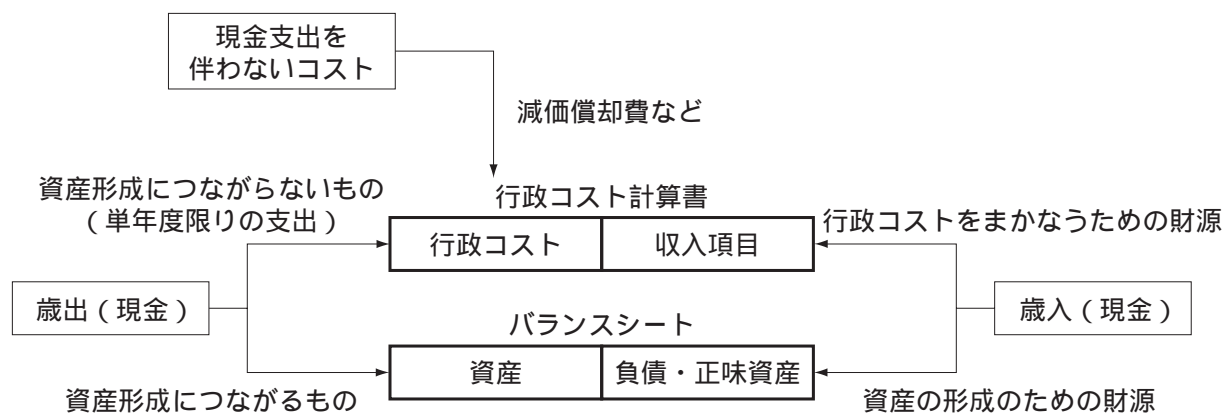 現金支出を
伴わないコスト
減価償却費など
資産形成につながらないもの
（単年度限りの支出）
行政コスト計算書
行政コストをまかなうための財源
行政コスト
収入項目
歳出（現金）
歳入（現金）
バランスシート
資産
負債・正味資産
資産形成につながるもの
資産の形成のための財源